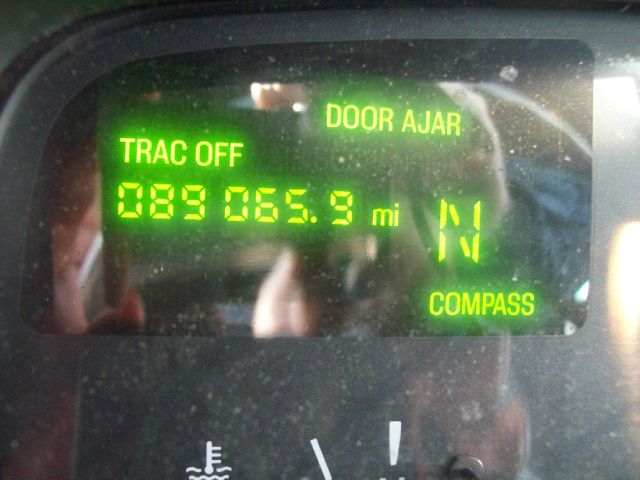 DOOR AJAR
TRAC OFF
089 065.9 mi
N
COMPASS